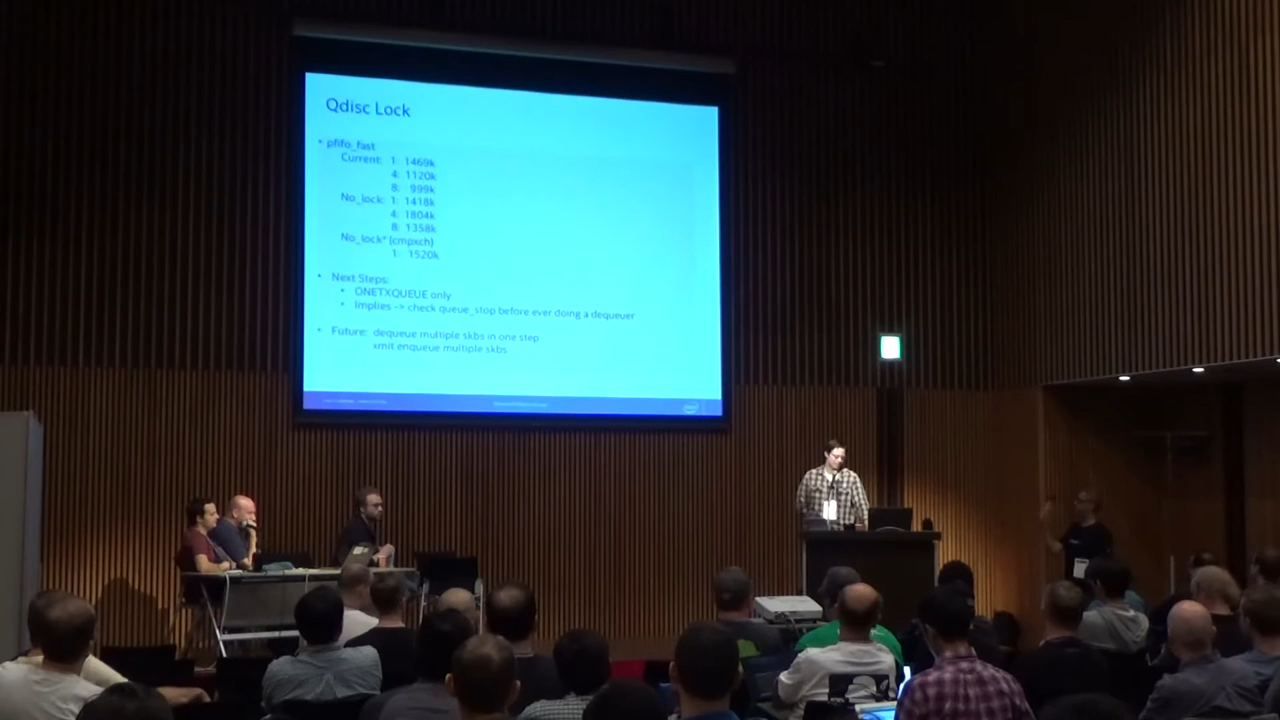 Qdisc Lock
• pfifo_fast
Current: 1: 1469k
4: 1120k
8: 999k
No_lock: 1: 1418k
4: 1804k
8: 1358k
No_lock* (cmpxch)
1: 1520k
• Next Steps:
• ONETXQUEUE only
• Implies -> check queue_stop before ever doing a dequeuer
• Future: dequeue multiple skbs in one step
xmit enqueue multiple skbs
intel